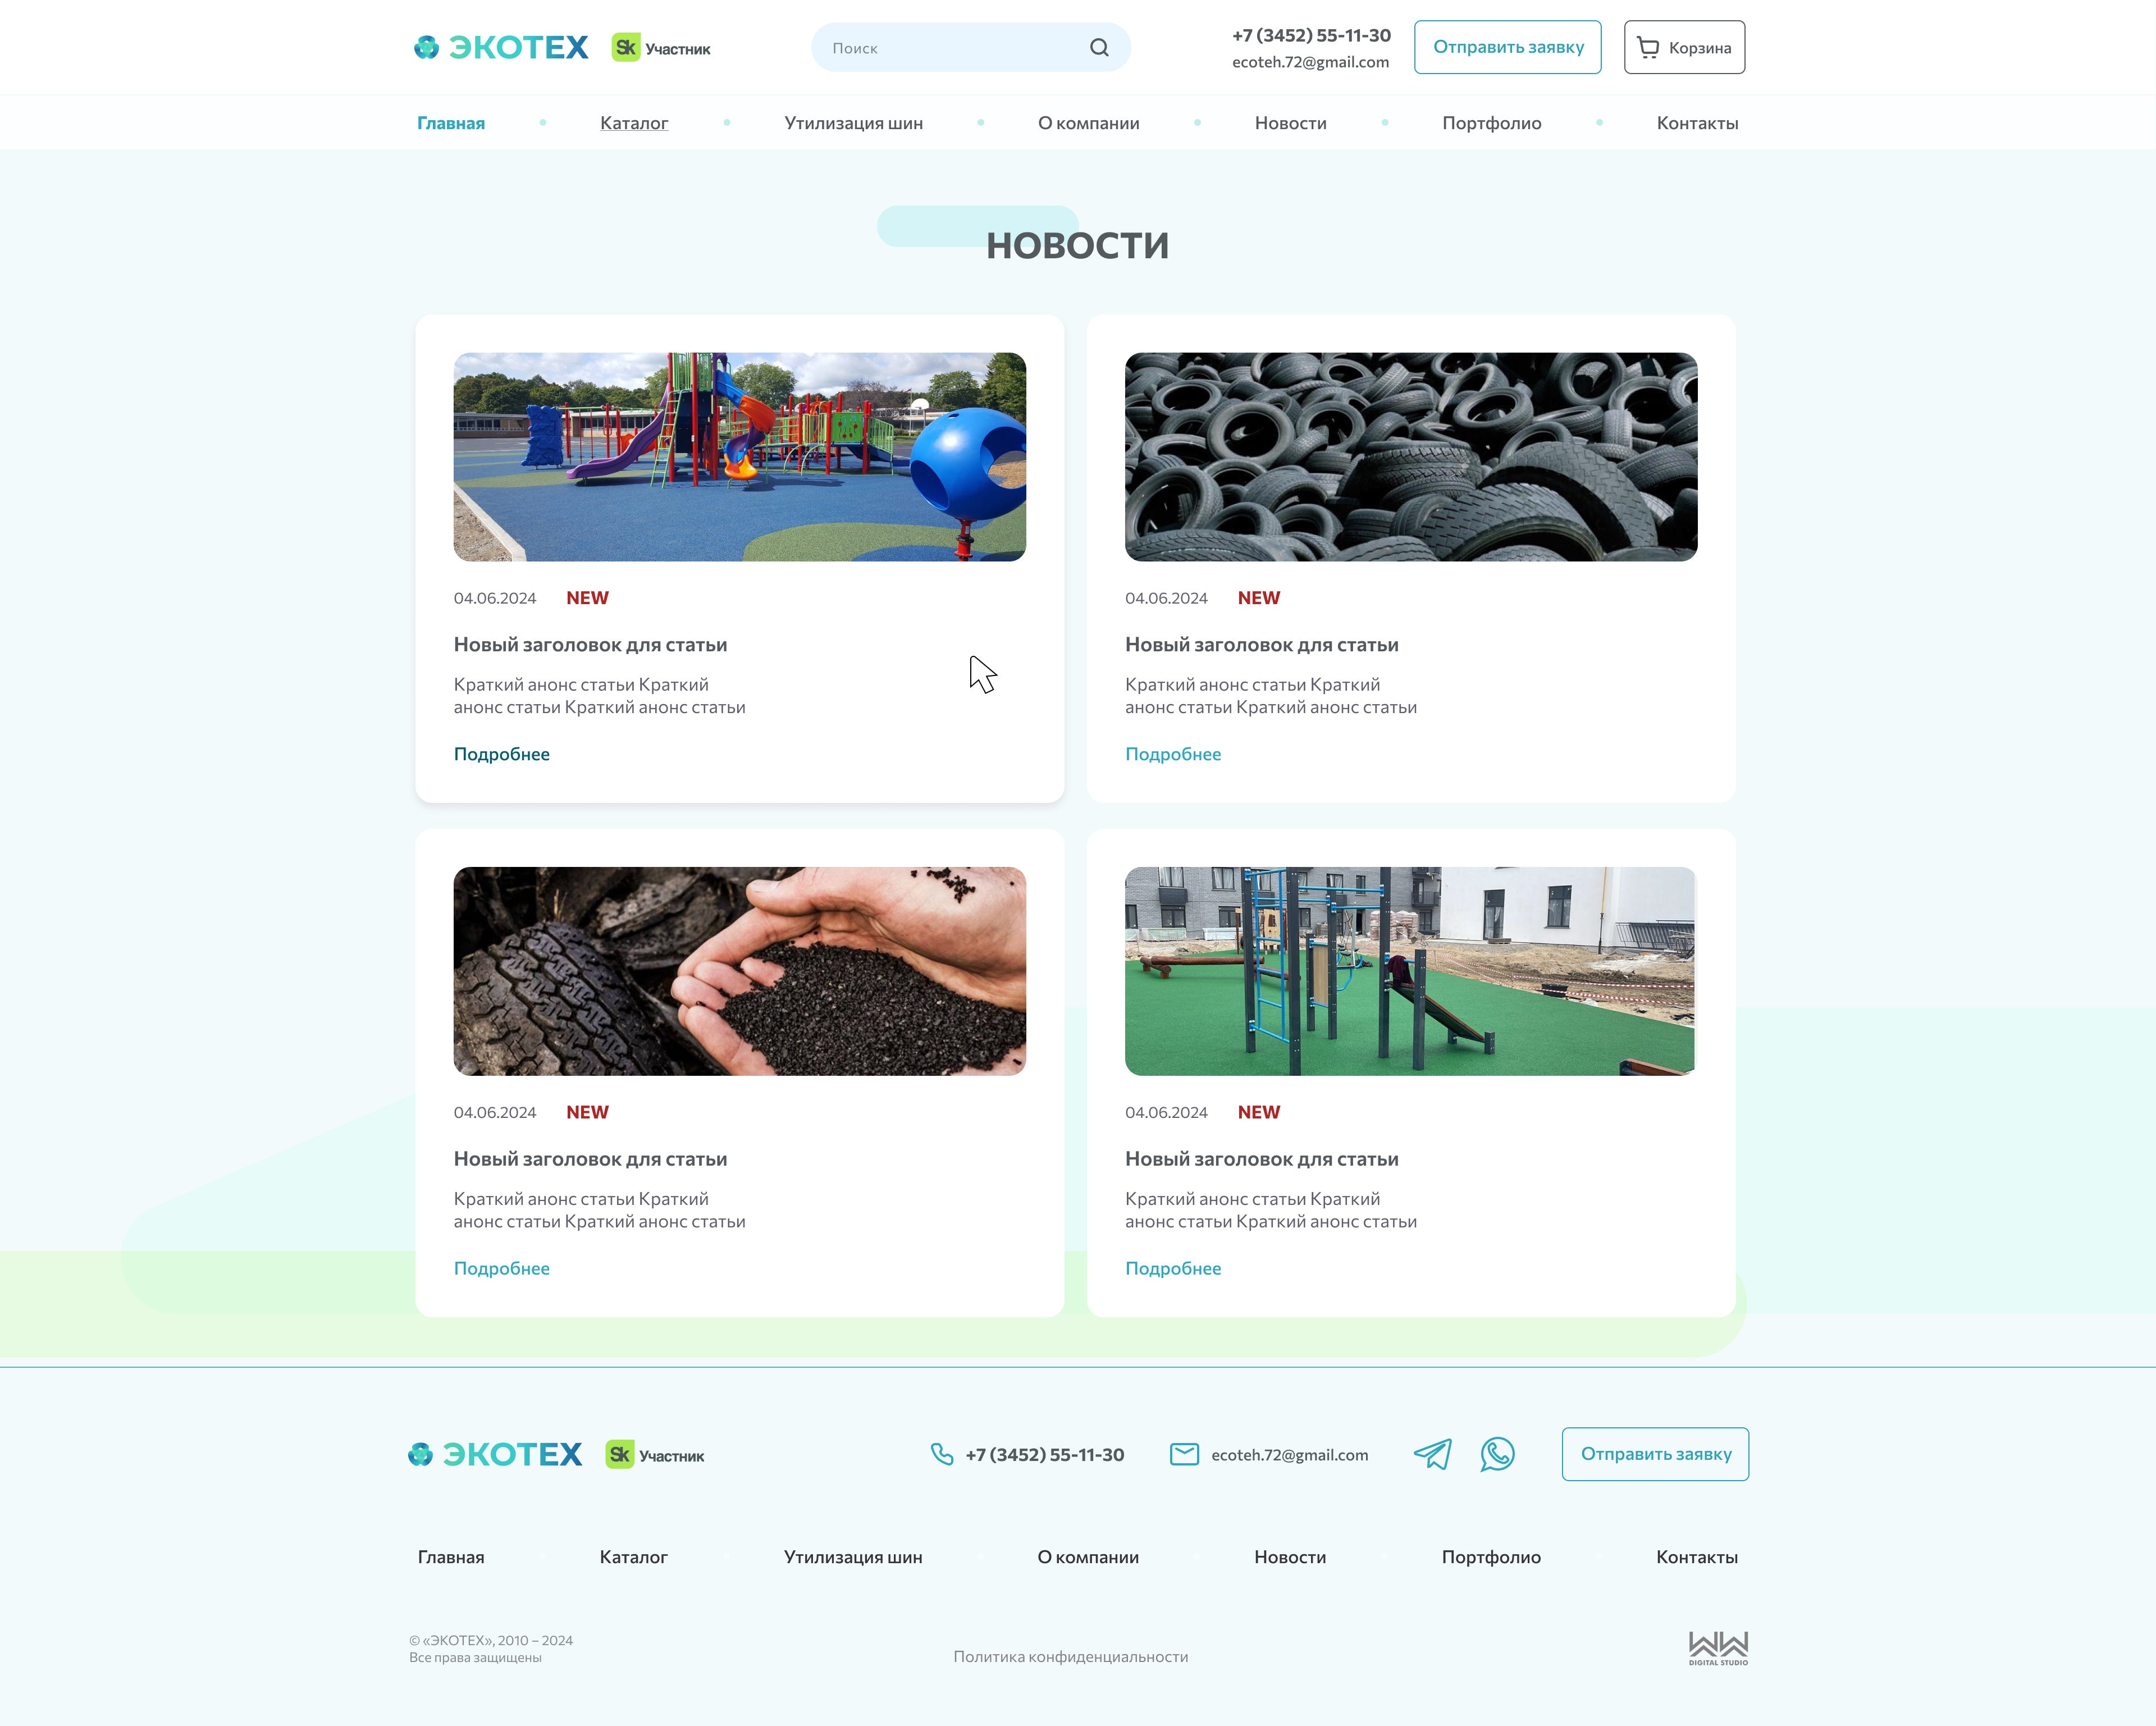 ЭКОТЕХ
Sk Участник
Поиск
+7 (3452) 55-11-30
ecoteh.72@gmail.com
Отправить заявку
Корзина
Главная
Каталог
Утилизация шин
О компании
Новости
Портфолио
Контакты
НОВОСТИ
04.06.2024 NEW
Новый заголовок для статьи
Краткий анонс статьи Краткий
анонс статьи Краткий анонс статьи
Подробнее
04.06.2024 NEW
Новый заголовок для статьи
Краткий анонс статьи Краткий
анонс статьи Краткий анонс статьи
Подробнее
04.06.2024 NEW
Новый заголовок для статьи
Краткий анонс статьи Краткий
анонс статьи Краткий анонс статьи
Подробнее
04.06.2024 NEW
Новый заголовок для статьи
Краткий анонс статьи Краткий
анонс статьи Краткий анонс статьи
Подробнее
ЭКОТЕХ
Sk Участник
+7 (3452) 55-11-30
ecoteh.72@gmail.com
Отправить заявку
Главная
Каталог
Утилизация шин
О компании
Новости
Портфолио
Контакты
© «ЭКОТЕХ», 2010 – 2024
Все права защищены
Политика конфиденциальности
WW
DIGITAL STUDIO